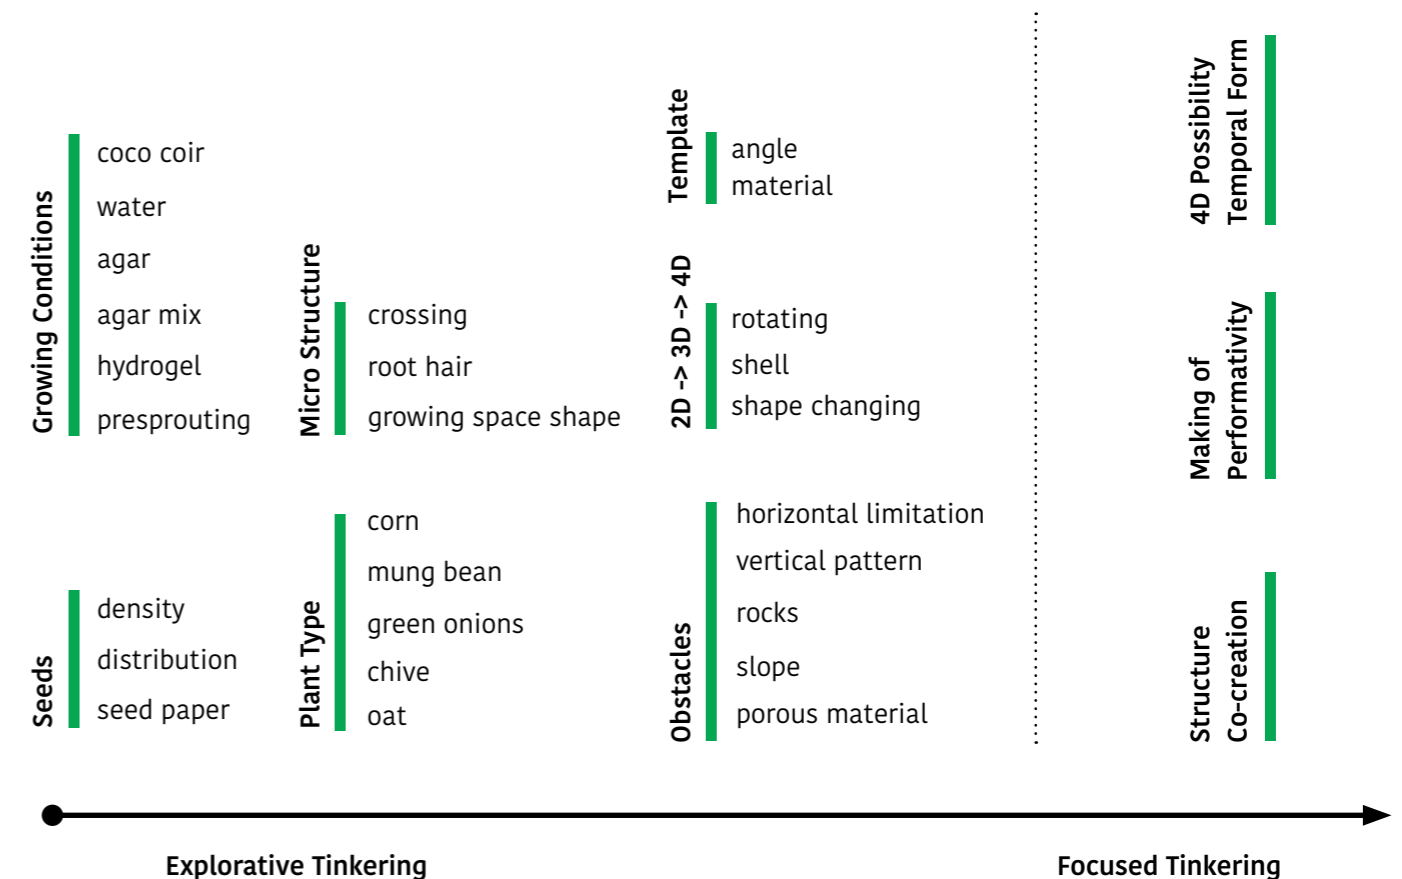 Growing Conditions
coco coir
water
agar
agar mix
hydrogel
presprouting
Seeds
density
distribution
seed paper
Micro Structure
crossing
root hair
growing space shape
Plant Type
corn
mung bean
green onions
chive
oat
Template
angle
material
2D -> 3D -> 4D
rotating
shell
shape changing
Obstacles
horizontal limitation
vertical pattern
rocks
slope
porous material
4D Possibility
Temporal Form
Making of
Performativity
Structure
Co-creation
Explorative Tinkering
Focused Tinkering